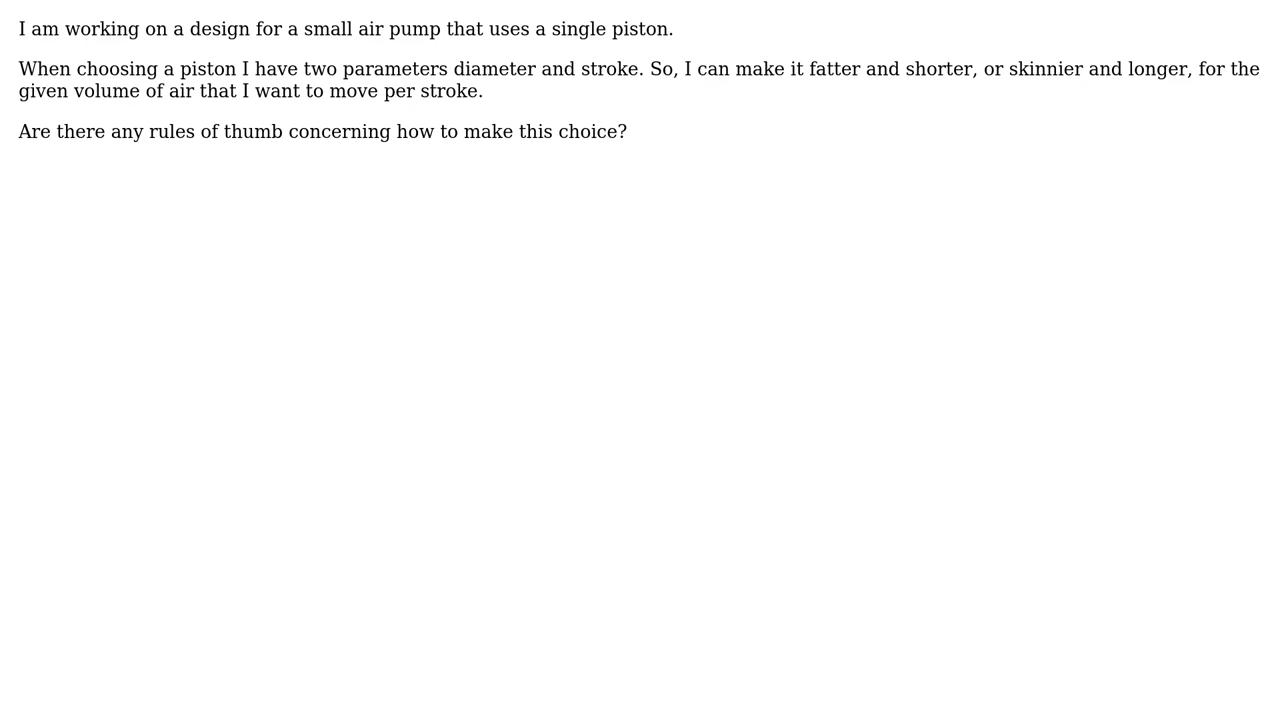 I am working on a design for a small air pump that uses a single piston.
When choosing a piston I have two parameters diameter and stroke. So, I can make it fatter and shorter, or skinnier and longer, for the
given volume of air that I want to move per stroke.
Are there any rules of thumb concerning how to make this choice?